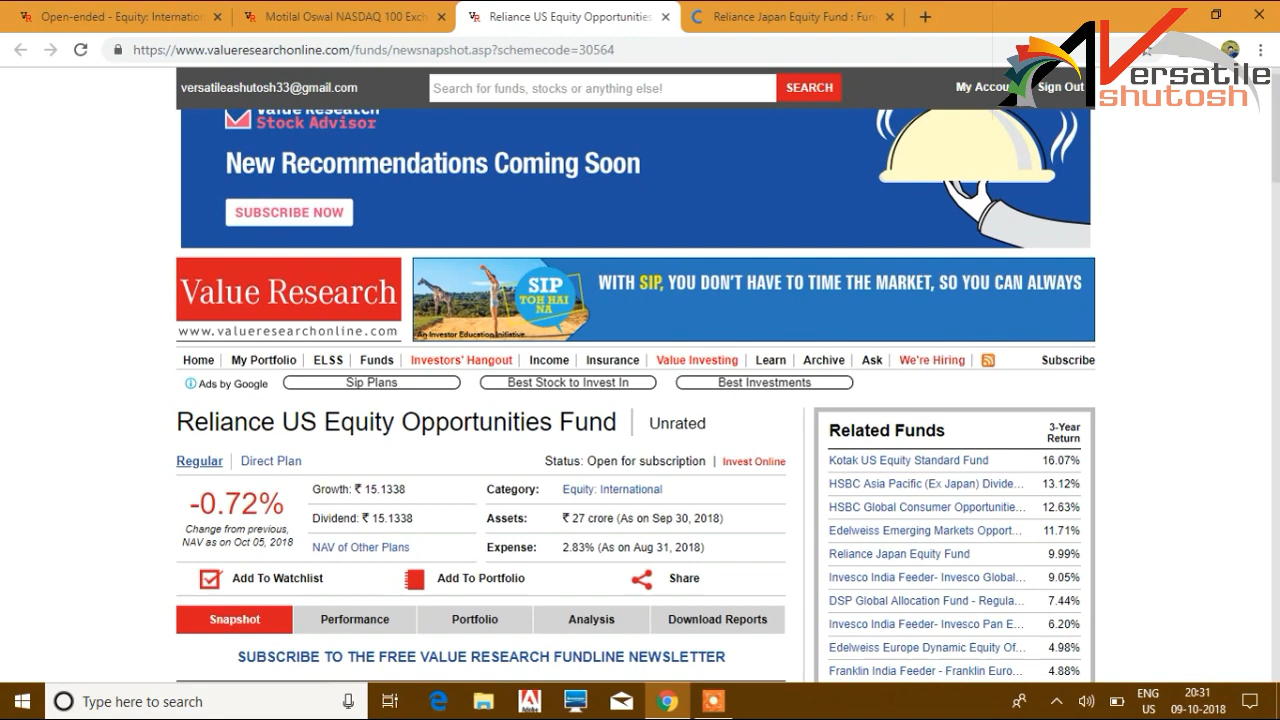 Open-ended - Equity: Internation
Motilal Oswal NASDAQ 100 Exch
Reliance US Equity Opportunities
Reliance Japan Equity Fund : Fun
https://www.valueresearchonline.com/funds/newsnapshot.asp?schemecode=30564
Versatile
Ashutosh
versatileashutosh33@gmail.com
Search for funds, stocks or anything else!
SEARCH
My Accou
Sign Out
Value Research
Stock Advisor
New Recommendations Coming Soon
SUBSCRIBE NOW
Value Research
www.valueresearchonline.com
SIP
TOH HAI
NA
An Investor Education Initiative.
WITH SIP, YOU DON'T HAVE TO TIME THE MARKET, SO YOU CAN ALWAYS
Home | My Portfolio | ELSS | Funds | Investors' Hangout | Income | Insurance | Value Investing | Learn | Archive | Ask | We're Hiring | Subscribe
Ads by Google
Sip Plans
Best Stock to Invest In
Best Investments
Reliance US Equity Opportunities Fund | Unrated
Regular | Direct Plan
Status: Open for subscription | Invest Online
-0.72%
Change from previous,
NAV as on Oct 05, 2018
Growth: ₹ 15.1338
Dividend: ₹ 15.1338
NAV of Other Plans
Category: Equity: International
Assets: ₹ 27 crore (As on Sep 30, 2018)
Expense: 2.83% (As on Aug 31, 2018)
Add To Watchlist
Add To Portfolio
Share
Snapshot
Performance
Portfolio
Analysis
Download Reports
SUBSCRIBE TO THE FREE VALUE RESEARCH FUNDLINE NEWSLETTER
Related Funds
3-Year
Return
Kotak US Equity Standard Fund 16.07%
HSBC Asia Pacific (Ex Japan) Divide... 13.12%
HSBC Global Consumer Opportunitie... 12.63%
Edelweiss Emerging Markets Opport... 11.71%
Reliance Japan Equity Fund 9.99%
Invesco India Feeder- Invesco Global... 9.05%
DSP Global Allocation Fund - Regula... 7.44%
Invesco India Feeder- Invesco Pan E... 6.20%
Edelweiss Europe Dynamic Equity Of... 4.98%
Franklin India Feeder - Franklin Euro... 4.88%
Type here to search
Adobe
ENG
US
20:31
09-10-2018